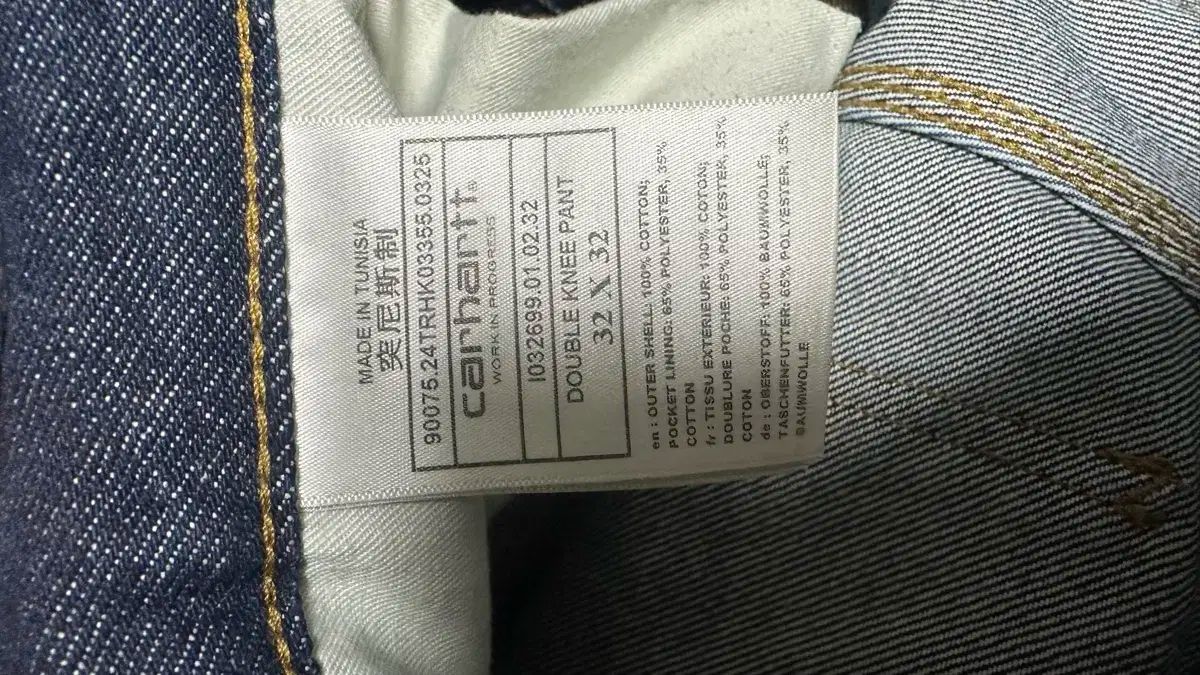 MADE IN TUNISIA
突尼斯制
90075.24TRHK03355.0325
carhartt®
WORK IN PROGRESS
I032699.01.02.32
DOUBLE KNEE PANT
32 X 32
en : OUTER SHELL: 100% COTTON;
POCKET LINING: 65% POLYESTER, 35%
COTTON
fr : TISSU EXTERIEUR: 100% COTON;
DOUBLURE POCHE: 65% POLYESTER, 35%
COTON
de : OBERSTOFF: 100% BAUMWOLLE;
TASCHENFUTTER: 65% POLYESTER, 35%
BAUMWOLLE